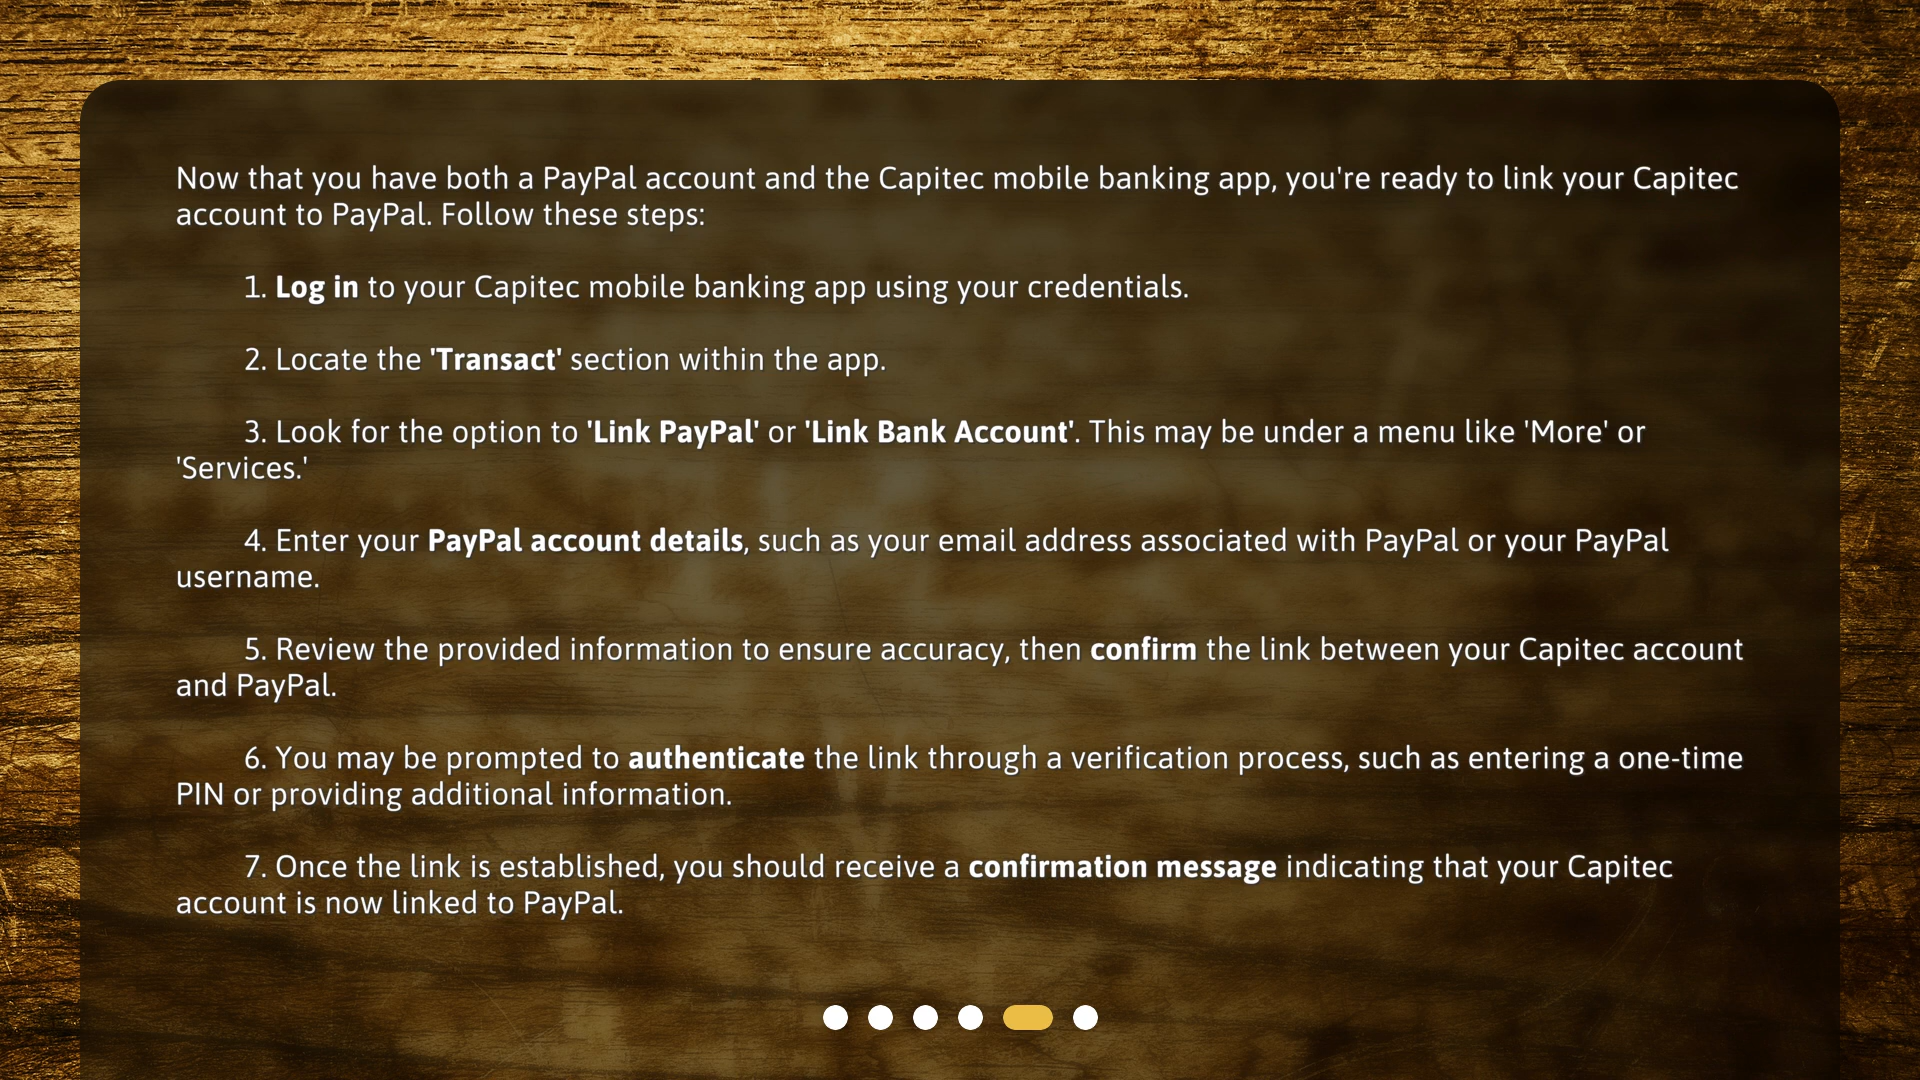 Now that you have both a PayPal account and the Capitec mobile banking app, you're ready to link your Capitec
account to PayPal. Follow these steps:
1. Log in to your Capitec mobile banking app using your credentials.
2. Locate the 'Transact' section within the app.
3. Look for the option to 'Link PayPal' or 'Link Bank Account'. This may be under a menu like 'More' or
'Services.'
4. Enter your PayPal account details, such as your email address associated with PayPal or your PayPal
username.
5. Review the provided information to ensure accuracy, then confirm the link between your Capitec account
and PayPal.
6. You may be prompted to authenticate the link through a verification process, such as entering a one-time
PIN or providing additional information.
7. Once the link is established, you should receive a confirmation message indicating that your Capitec
account is now linked to PayPal.